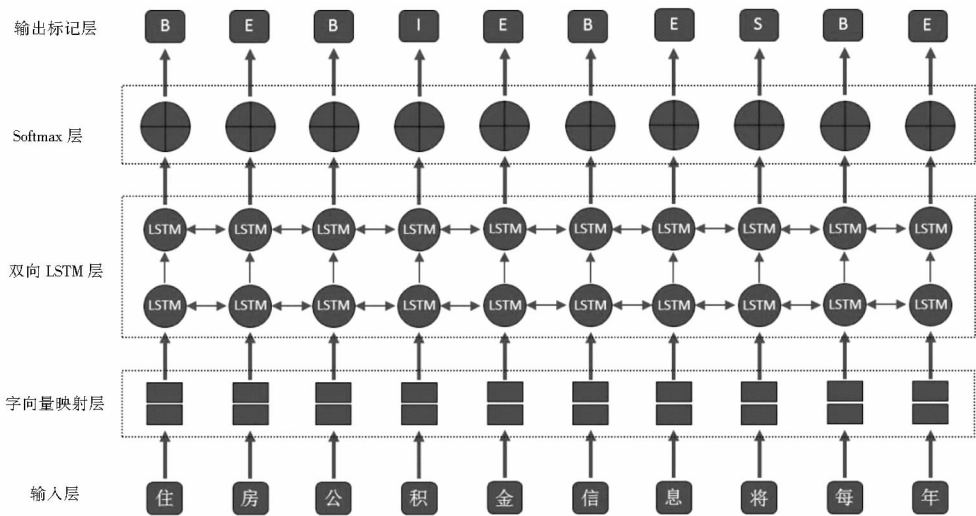 输出标记层 B E B I E B E S B E
Softmax 层
LSTM LSTM LSTM LSTM LSTM LSTM LSTM LSTM LSTM LSTM
双向 LSTM 层
LSTM LSTM LSTM LSTM LSTM LSTM LSTM LSTM LSTM LSTM
字向量映射层
输入层 住 房 公 积 金 信 息 将 每 年